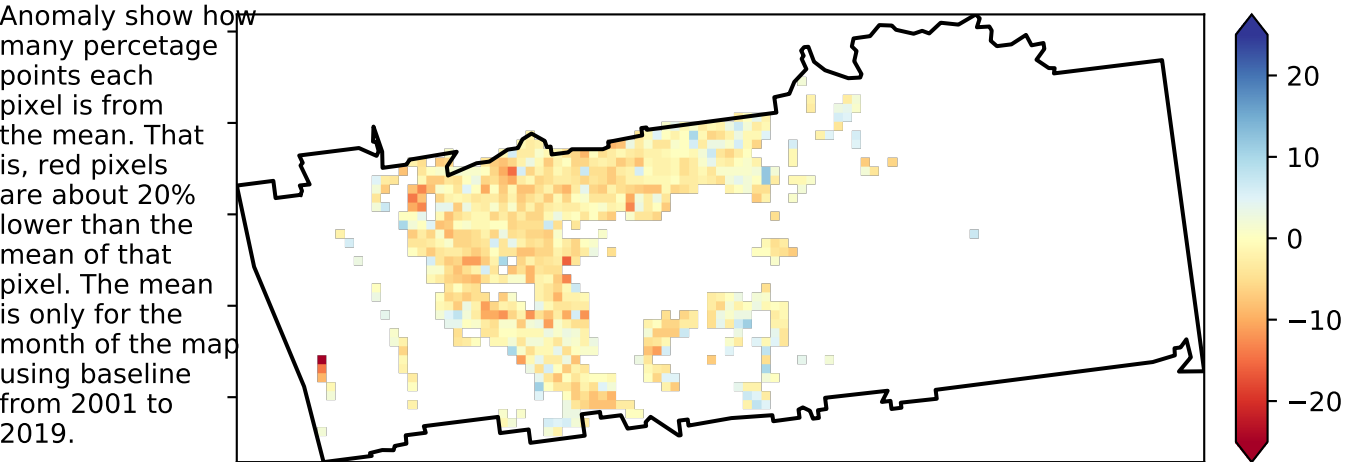 Anomaly show how
many percetage
points each
pixel is from
the mean. That
is, red pixels
are about 20%
lower than the
mean of that
pixel. The mean
is only for the
month of the map
using baseline
from 2001 to
2019.
20
10
0
−10
−20